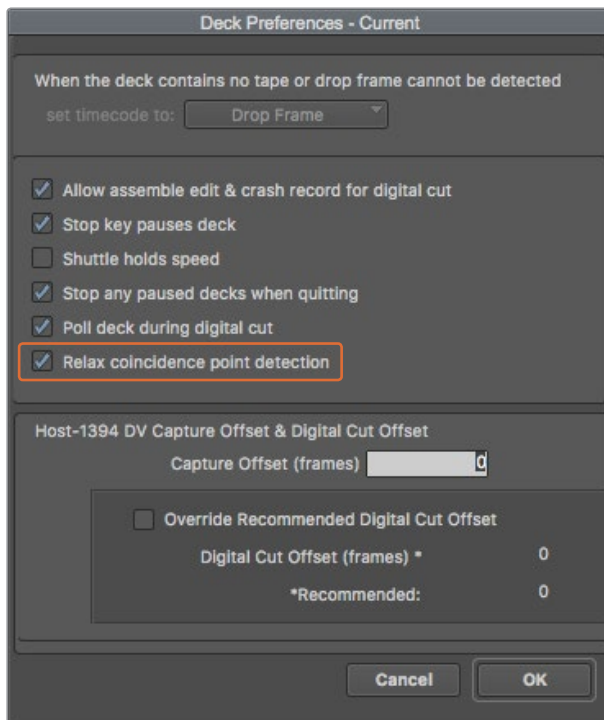 Deck Preferences - Current
When the deck contains no tape or drop frame cannot be detected
set timecode to: Drop Frame
Allow assemble edit & crash record for digital cut
Stop key pauses deck
Shuttle holds speed
Stop any paused decks when quitting
Poll deck during digital cut
Relax coincidence point detection
Host-1394 DV Capture Offset & Digital Cut Offset
Capture Offset (frames) 0
Override Recommended Digital Cut Offset
Digital Cut Offset (frames) * 0
*Recommended: 0
Cancel OK